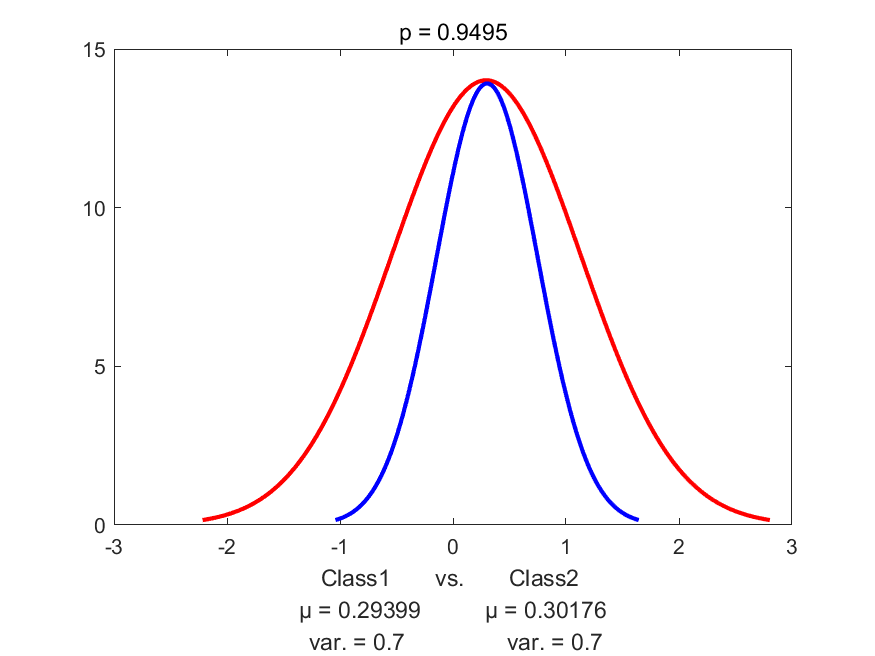 p = 0.9495
15
10
5
0
-3 -2 -1 0 1 2 3
Class1 vs. Class2
μ = 0.29399 μ = 0.30176
var. = 0.7 var. = 0.7